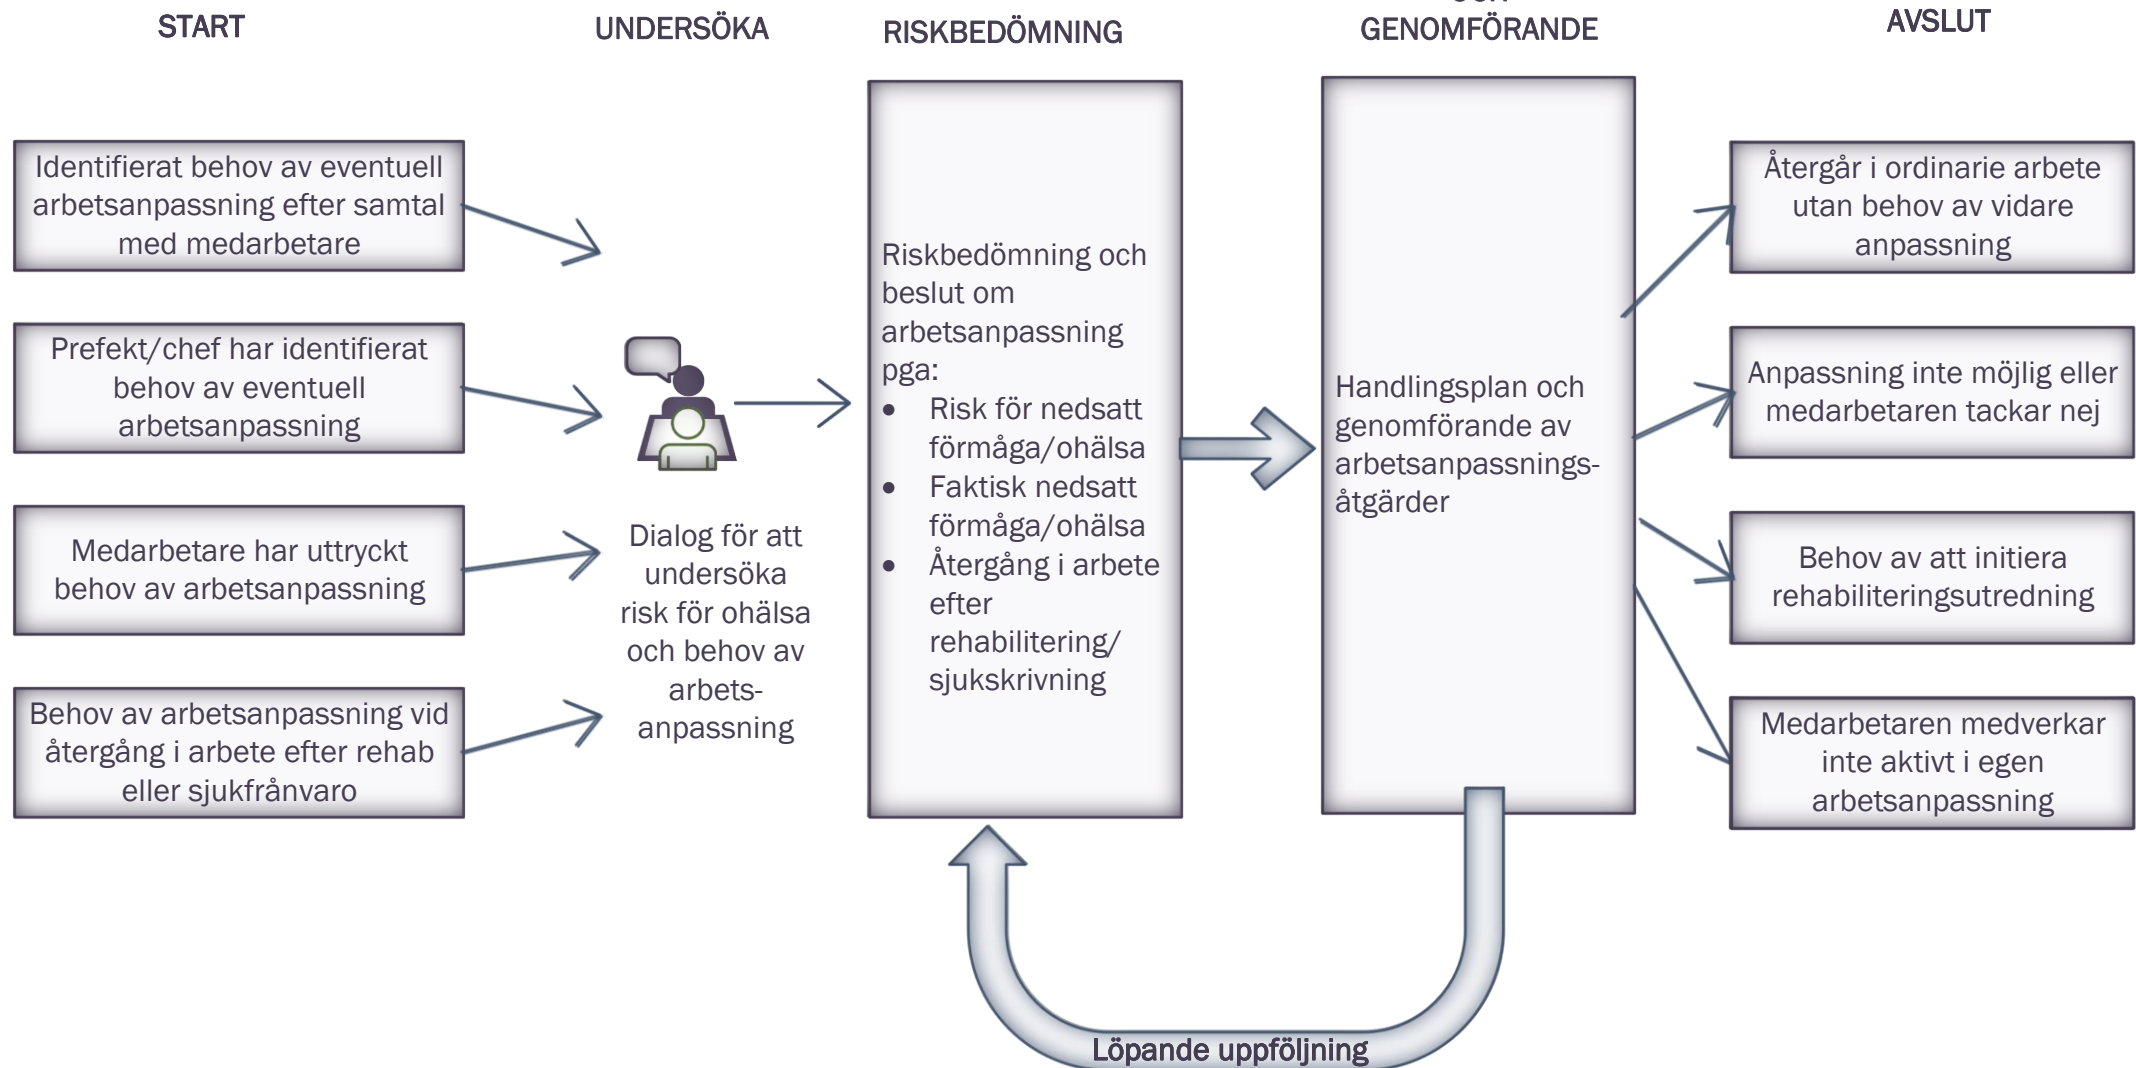 START
UNDERSÖKA
RISKBEDÖMNING
GENOMFÖRANDE
AVSLUT
Identifierat behov av eventuell
arbetsanpassning efter samtal
med medarbetare
Prefekt/chef har identifierat
behov av eventuell
arbetsanpassning
Medarbetare har uttryckt
behov av arbetsanpassning
Behov av arbetsanpassning vid
återgång i arbete efter rehab
eller sjukfrånvaro
Dialog för att
undersöka
risk för ohälsa
och behov av
arbets-
anpassning
Riskbedömning och
beslut om
arbetsanpassning
pga:
• Risk för nedsatt
förmåga/ohälsa
• Faktisk nedsatt
förmåga/ohälsa
• Återgång i arbete
efter
rehabilitering/
sjukskrivning
Handlingsplan och
genomförande av
arbetsanpassnings-
åtgärder
Återgår i ordinarie arbete
utan behov av vidare
anpassning
Anpassning inte möjlig eller
medarbetaren tackar nej
Behov av att initiera
rehabiliteringsutredning
Medarbetaren medverkar
inte aktivt i egen
arbetsanpassning
Löpande uppföljning